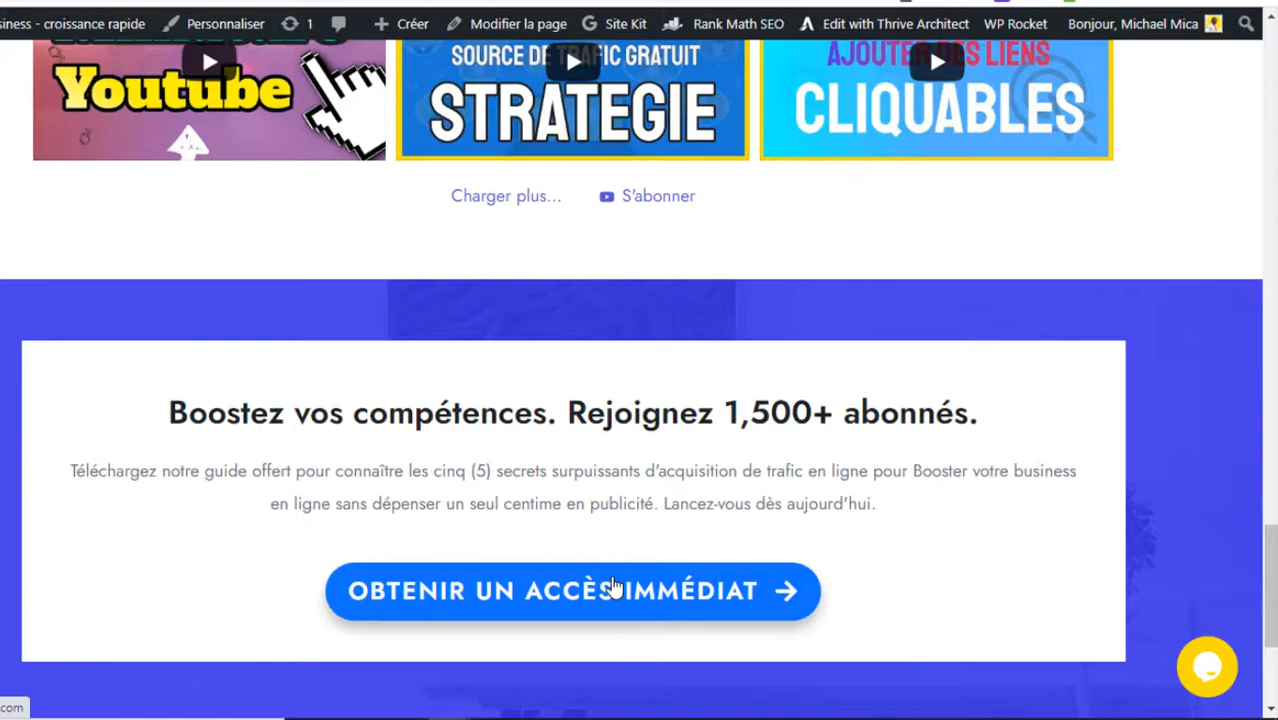 siness - croissance rapide Personnaliser 1 Créer Modifier la page Site Kit Rank Math SEO Edit with Thrive Architect WP Rocket Bonjour, Michael Mica
SOURCE DE TRAFIC GRATUIT
AJOUTER DES LIENS
Youtube
STRATEGIE
CLIQUABLES
Charger plus... S'abonner
Boostez vos compétences. Rejoignez 1,500+ abonnés.
Téléchargez notre guide offert pour connaître les cinq (5) secrets surpuissants d'acquisition de trafic en ligne pour Booster votre business
en ligne sans dépenser un seul centime en publicité. Lancez-vous dès aujourd'hui.
OBTENIR UN ACCÈS IMMÉDIAT
com